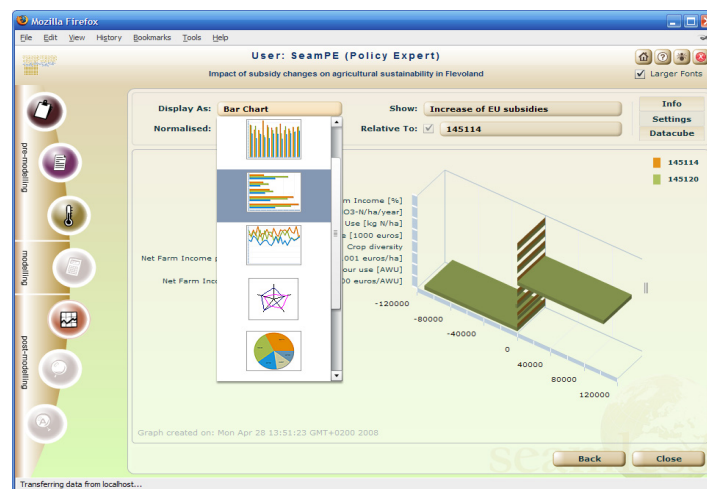 Mozilla Firefox
File Edit View History Bookmarks Tools Help
User: SeamPE (Policy Expert)
Impact of subsidy changes on agricultural sustainability in Flevoland
Larger Fonts
Display As: Bar Chart
Show: Increase of EU subsidies
Normalised:
Relative To: 145114
Info
Settings
Datacube
pre-modelling
modelling
post-modelling
145114
145120
m Income [%]
O3-N/ha/year]
Use [kg N/ha]
[1000 euros]
Crop diversity
Net Farm Income
001 euros/ha]
our use [AWU]
Net Farm Inc
00 euros/AWU]
-120000
-80000
-40000
0
40000
80000
120000
Graph created on: Mon Apr 28 13:51:23 GMT+0200 2008
Back
Close
Transferring data from localhost...